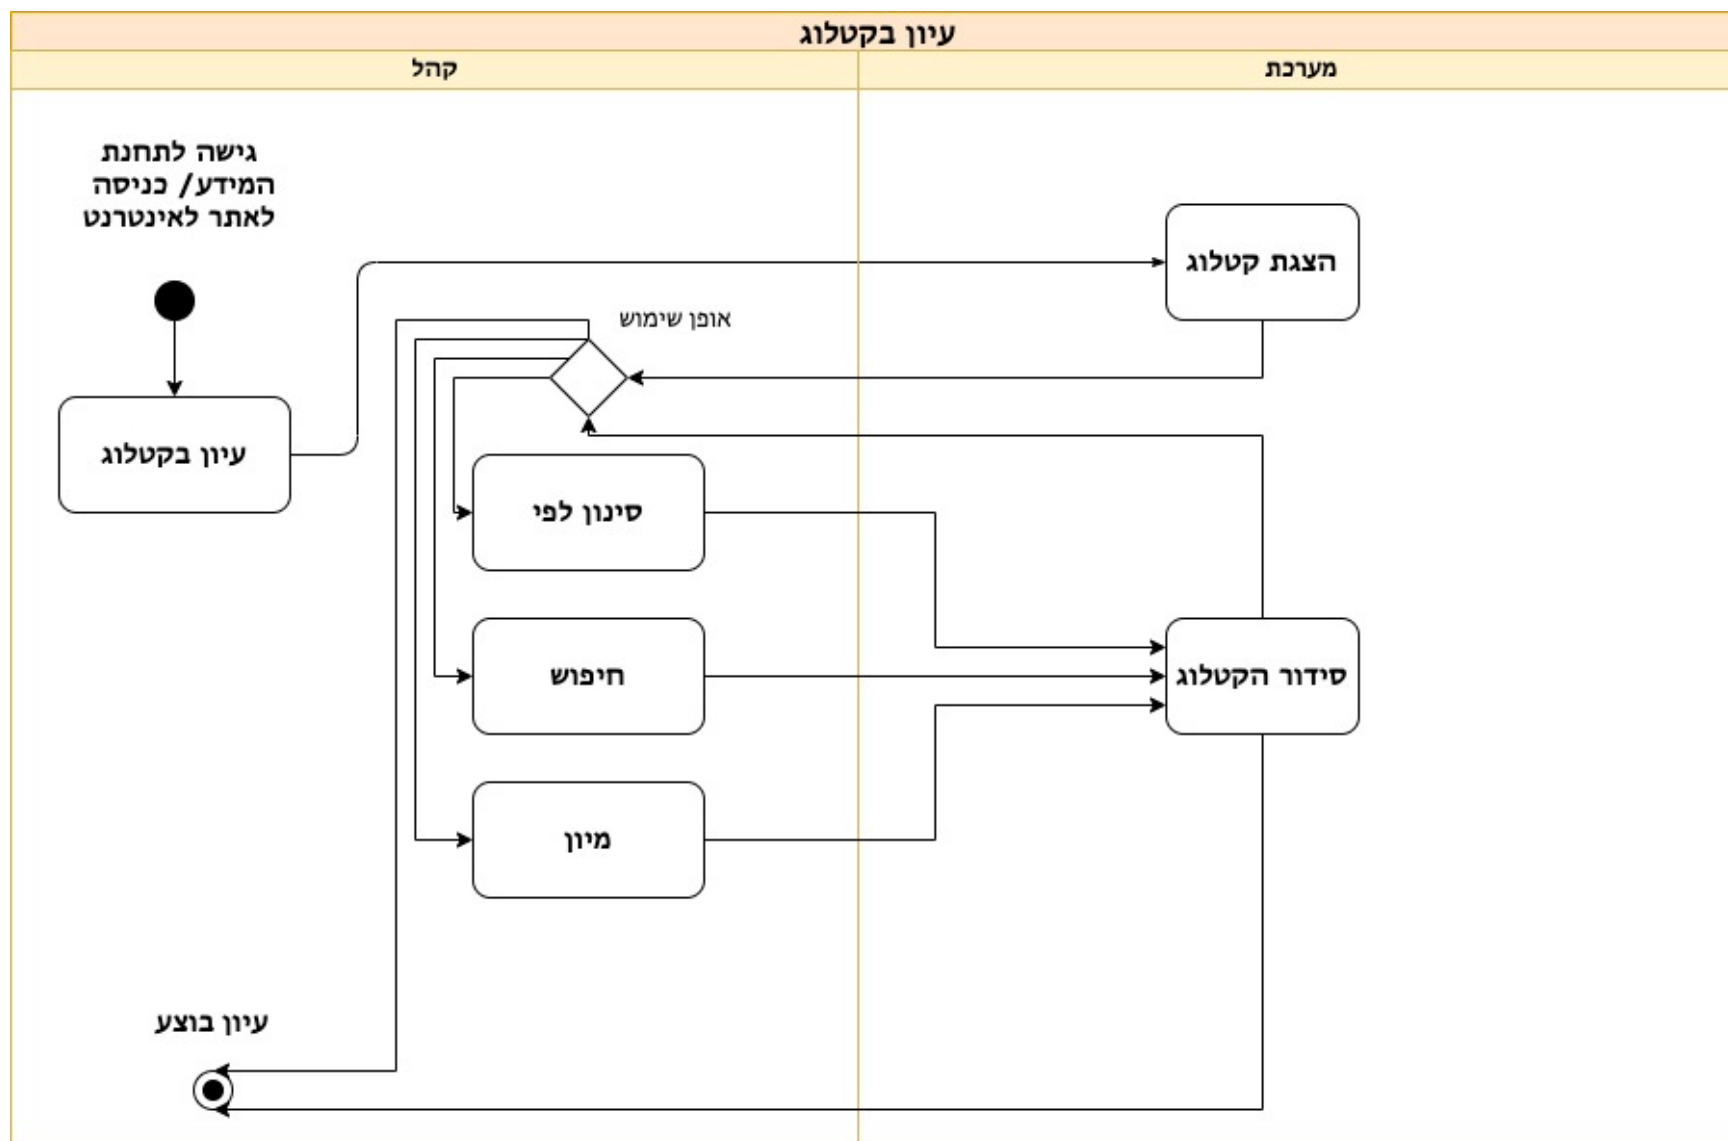 עיון בקטלוג
קהל
מערכת
גישה לתחנת
המידע/ כניסה
לאתר לאינטרנט
הצגת קטלוג
אופן שימוש
עיון בקטלוג
סינון לפי
חיפוש
סידור הקטלוג
מיון
עיון בוצע